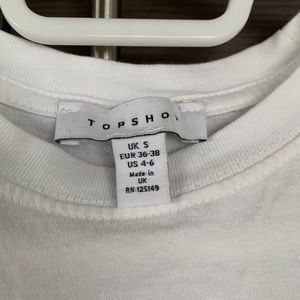 TOPSHO
UK S
EUR 36-38
US 4-6
Made in
UK
RN 125149